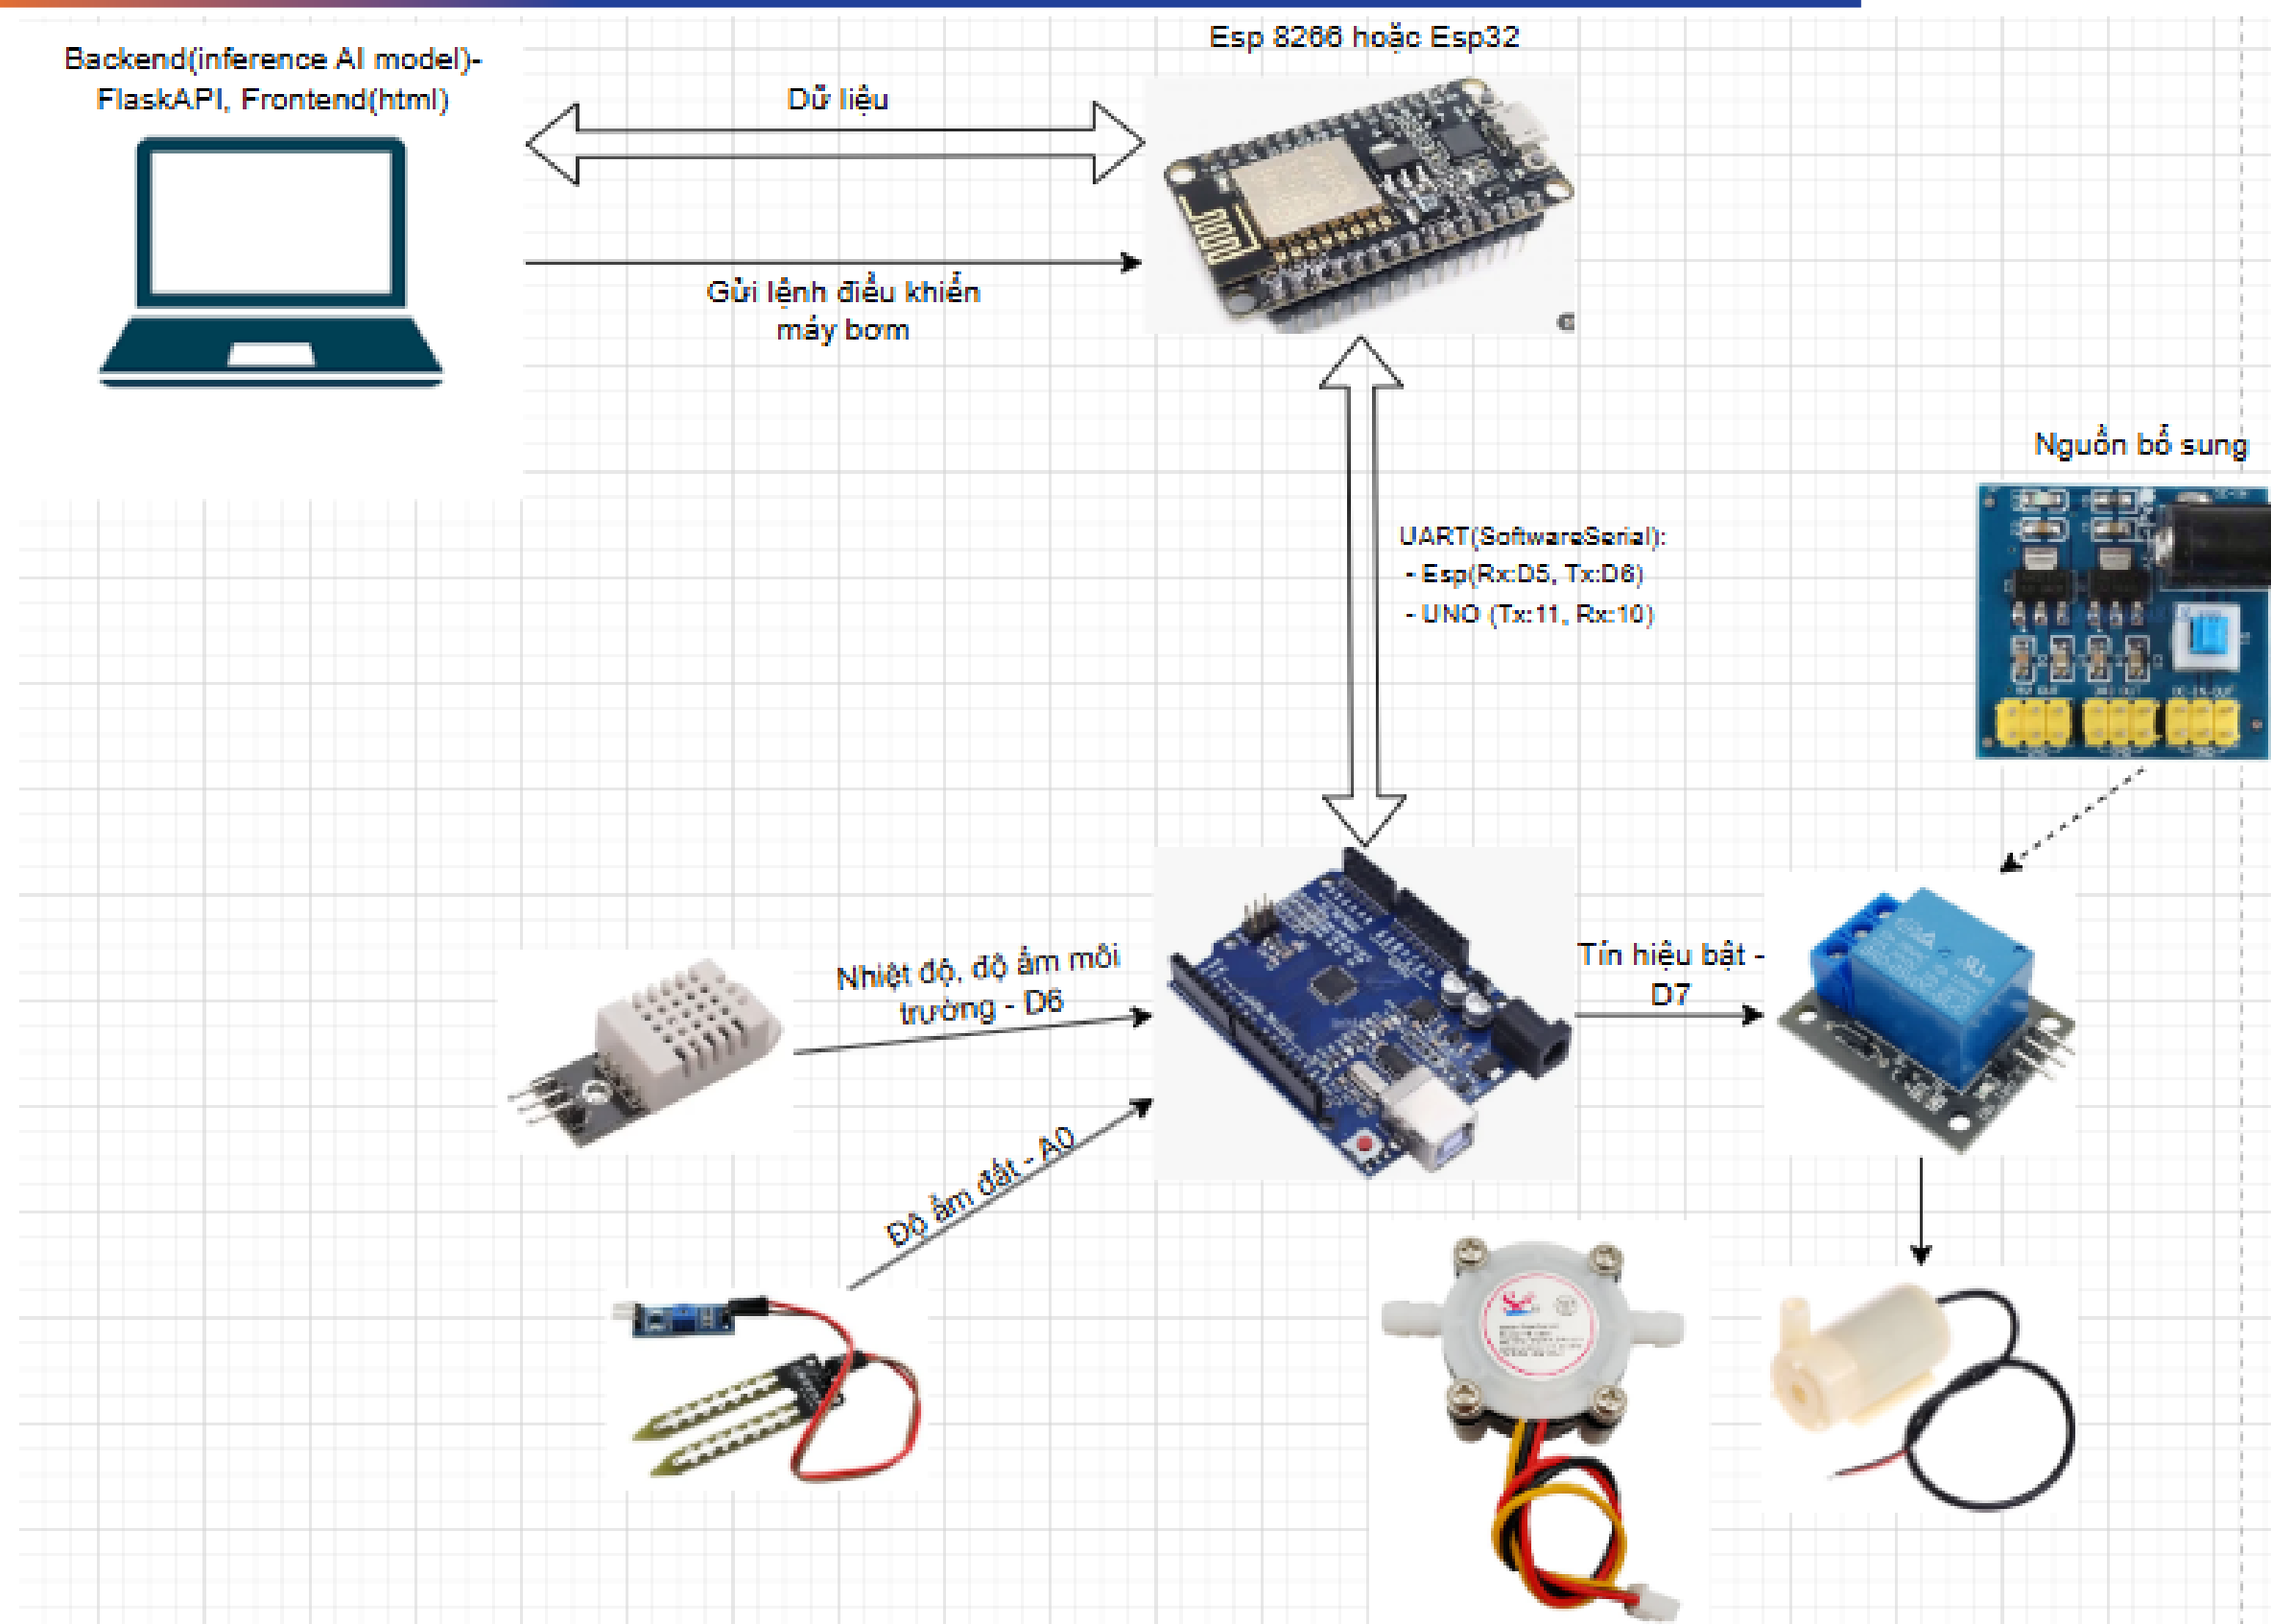 Backend(inference AI model)-
FlaskAPI, Frontend(html)
Esp 8266 hoặc Esp32
Dữ liệu
Gửi lệnh điều khiển
máy bơm
Nguồn bổ sung
UART(SoftwareSerial):
- Esp(Rx:D5, Tx:D6)
- UNO (Tx:11, Rx:10)
Nhiệt độ, độ ẩm môi
trường - D6
Tín hiệu bật -
D7
Độ ẩm đất - A0